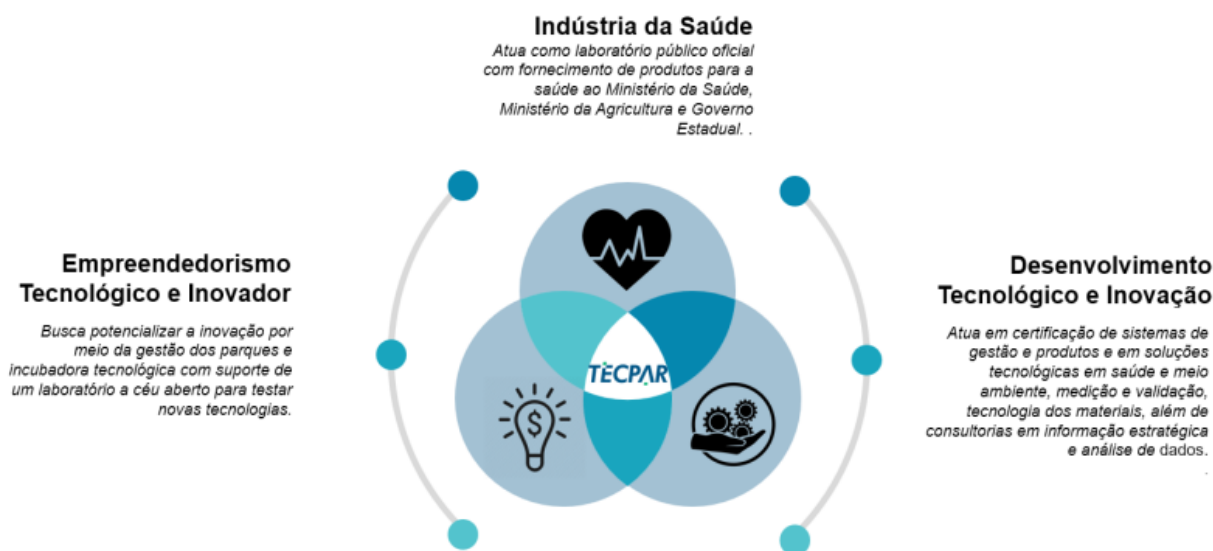 Indústria da Saúde
Atua como laboratório público oficial
com fornecimento de produtos para a
saúde ao Ministério da Saúde,
Ministério da Agricultura e Governo
Estadual. .
Empreendedorismo
Tecnológico e Inovador
Busca potencializar a inovação por
meio da gestão dos parques e
incubadora tecnológica com suporte de
um laboratório a céu aberto para testar
novas tecnologias.
TECPAR
$
Desenvolvimento
Tecnológico e Inovação
Atua em certificação de sistemas de
gestão e produtos e em soluções
tecnológicas em saúde e meio
ambiente, medição e validação,
tecnologia dos materiais, além de
consultorias em informação estratégica
e análise de dados.
.